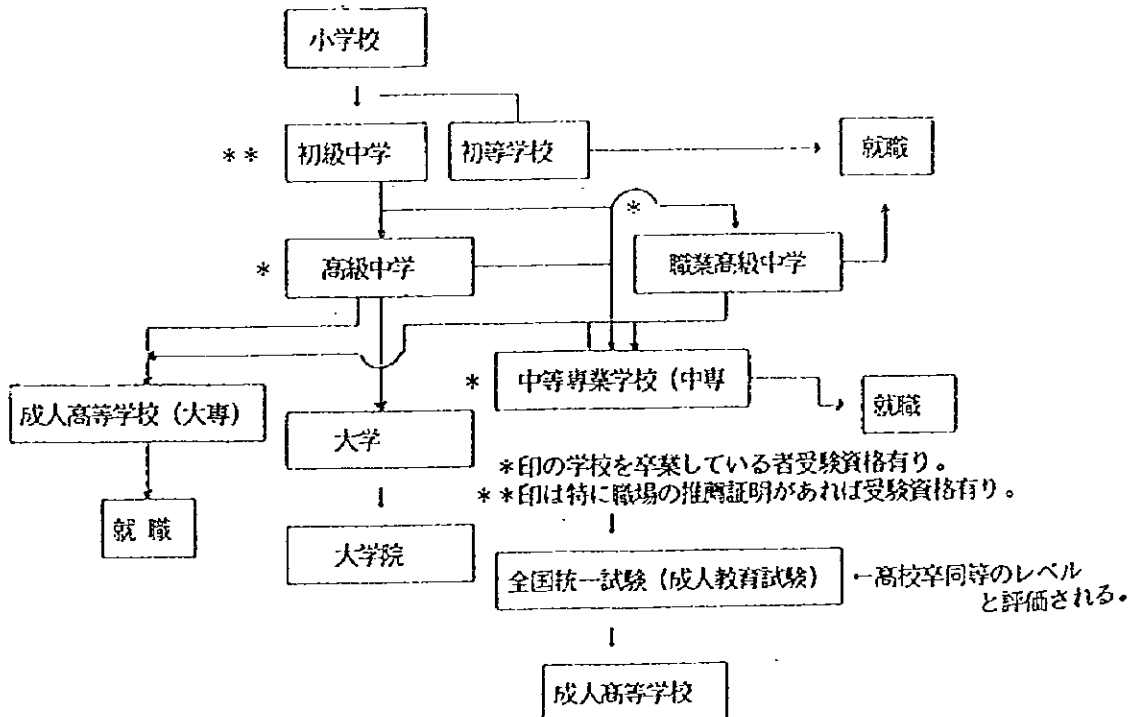 小学校
** 初級中学
初等学校
就職
*
* 高級中学
職業高級中学
* 中等専業学校（中専
就職
成人高等学校（大専）
大学
*印の学校を卒業している者受験資格有り。
**印は特に職場の推薦証明があれば受験資格有り。
就 職
大学院
全国統一試験（成人教育試験）
←高校卒同等のレベル
と評価される。
成人高等学校